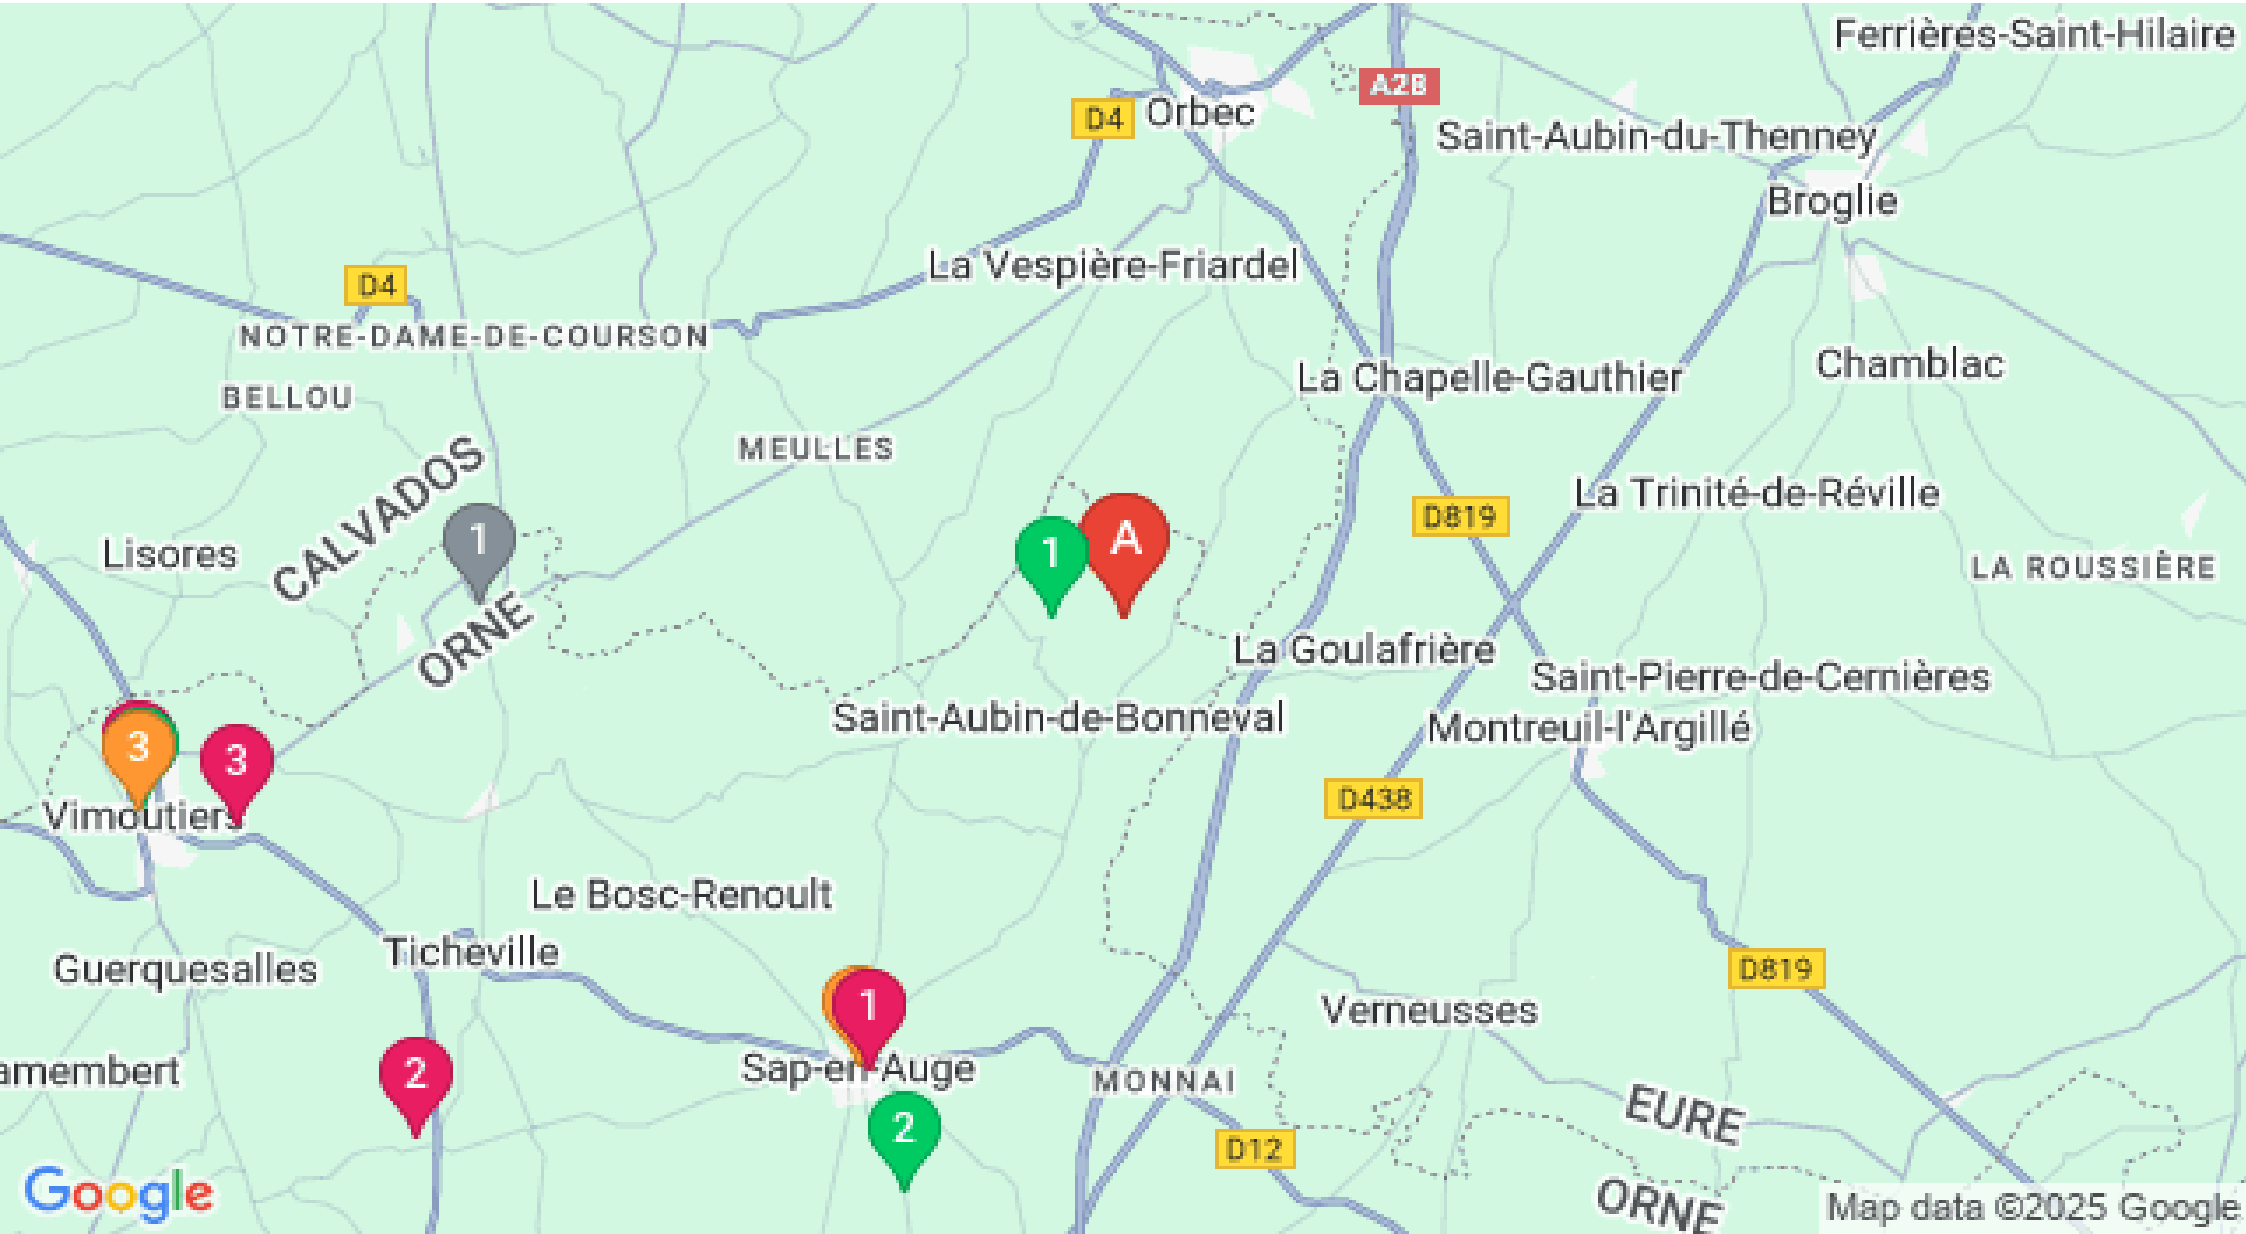 Ferrières-Saint-Hilaire
A28
D4
Orbec
Saint-Aubin-du-Thenney
Broglie
La Vespière-Friardel
D4
NOTRE-DAME-DE-COURSON
La Chapelle-Gauthier
Chamblac
BELLOU
MEULLES
CALVADOS
La Trinité-de-Réville
D819
1
A
1
Lisores
LA ROUSSIÈRE
ORNE
La Goulafrière
Saint-Pierre-de-Cernières
Saint-Aubin-de-Bonneval
Montreuil-l'Argillé
3
3
D438
Vimoutiers
Le Bosc-Renoult
Ticheville
Guerquesalles
D819
1
Verneusses
2
amembert
Sap-en-Auge
MONNAI
EURE
2
D12
Google
ORNE
Map data ©2025 Google